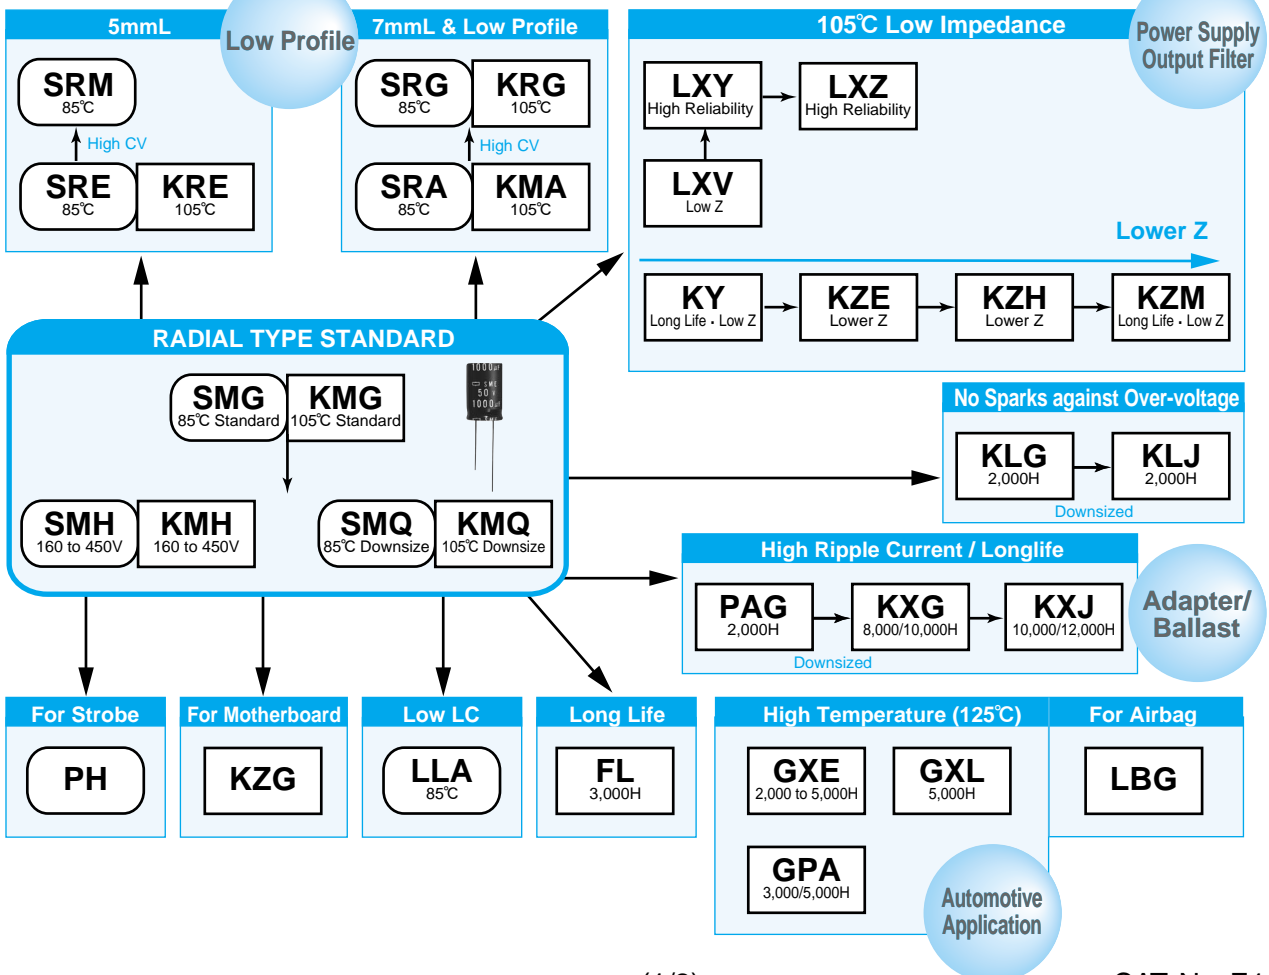 5mmL
Low Profile
7mmL & Low Profile
105℃ Low Impedance
Power Supply
Output Filter
SRM
85℃
High CV
SRE
85℃
KRE
105℃
SRG
85℃
KRG
105℃
High CV
SRA
85℃
KMA
105℃
LXY
High Reliability
LXZ
High Reliability
LXV
Low Z
Lower Z
KY
Long Life・Low Z
KZE
Lower Z
KZH
Lower Z
KZM
Long Life・Low Z
RADIAL TYPE STANDARD
SMG
85℃ Standard
KMG
105℃ Standard
1000μF
SME
50V
1000μ
SMH
160 to 450V
KMH
160 to 450V
SMQ
85℃ Downsize
KMQ
105℃ Downsize
No Sparks against Over-voltage
KLG
2,000H
KLJ
2,000H
Downsized
High Ripple Current / Longlife
PAG
2,000H
KXG
8,000/10,000H
KXJ
10,000/12,000H
Downsized
Adapter/
Ballast
For Strobe
PH
For Motherboard
KZG
Low LC
LLA
85℃
Long Life
FL
3,000H
High Temperature (125℃)
GXE
2,000 to 5,000H
GXL
5,000H
GPA
3,000/5,000H
For Airbag
LBG
Automotive
Application